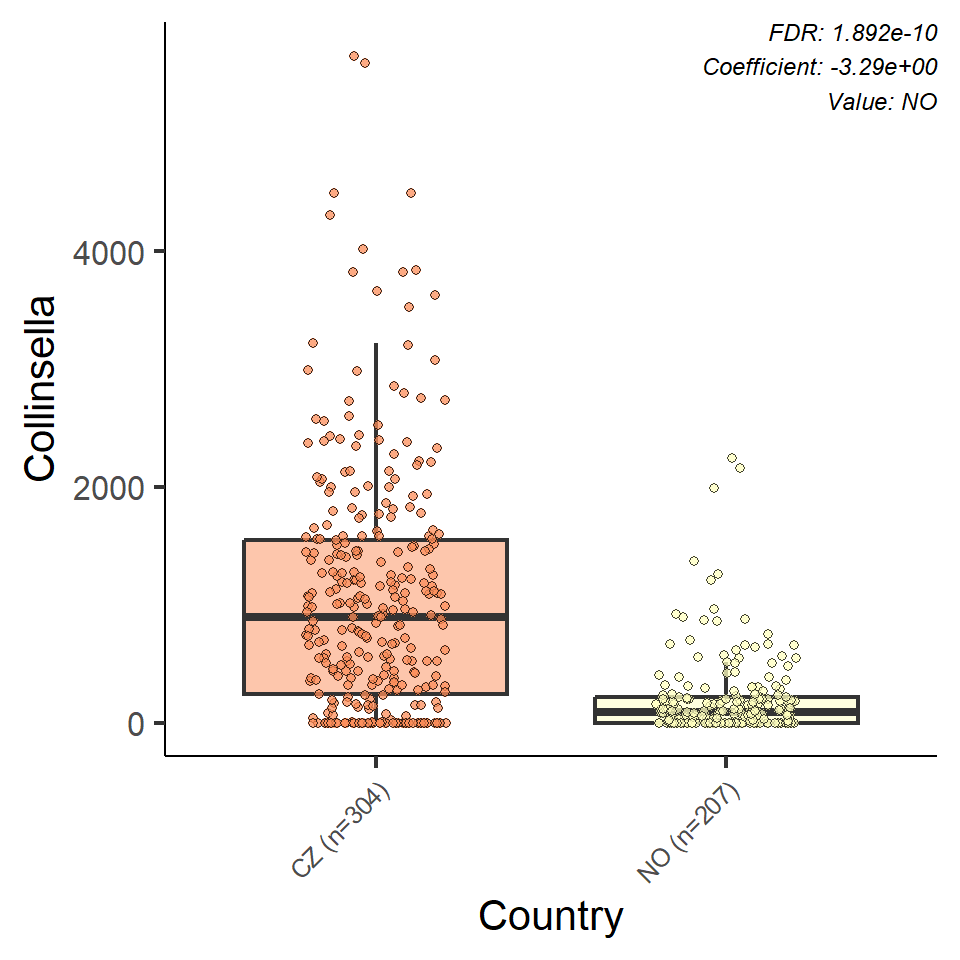 FDR: 1.892e-10
Coefficient: -3.29e+00
Value: NO
4000
2000
0
Collinsella
CZ (n=304)
NO (n=207)
Country